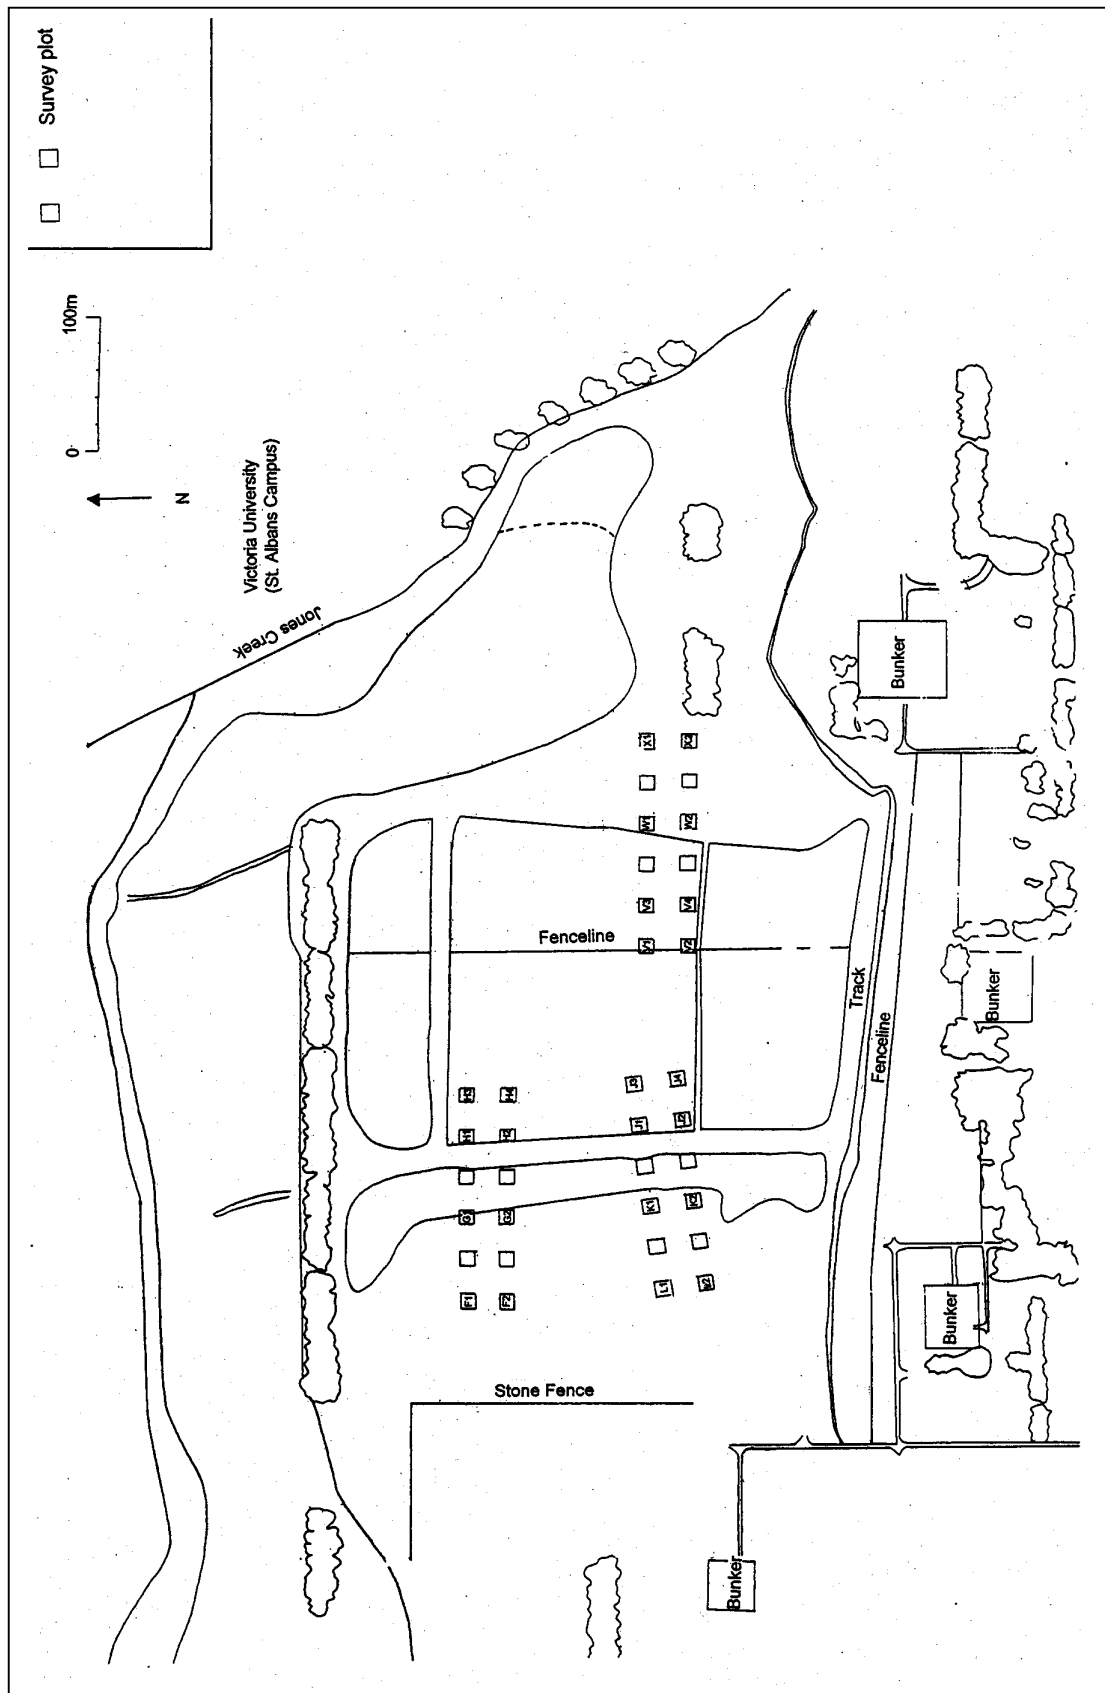 Survey plot
0
100m
N
Victoria University
(St. Albans Campus)
Jones Creek
F1
G1
H1
H3
F2
G2
H2
H4
Fenceline
Stone Fence
L1
K1
J1
J3
V1
V3
W1
X1
K2
J2
J4
V2
V4
W2
Track
Fenceline
Bunker
Bunker
Bunker
Bunker